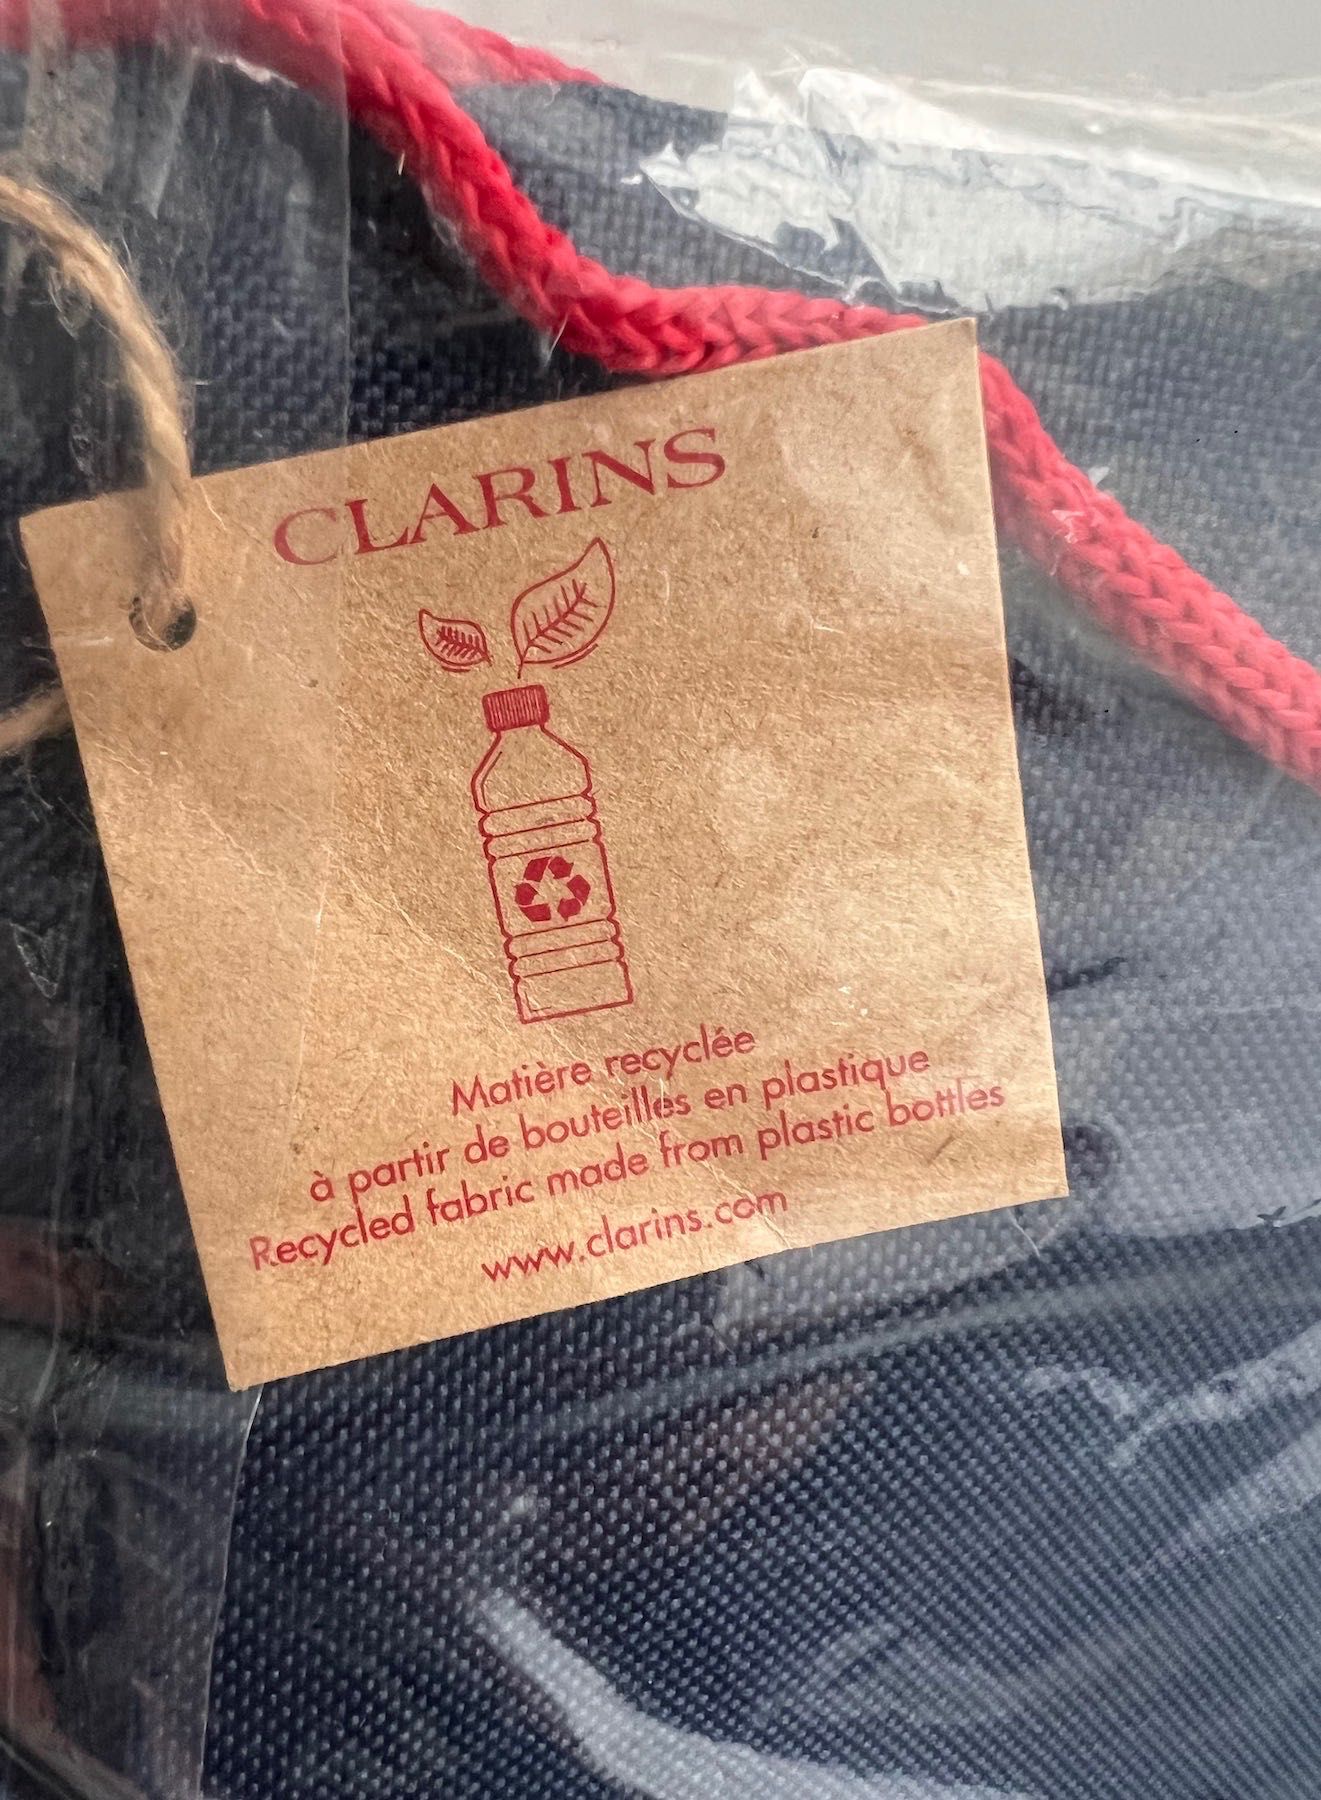 CLARINS
Matière recyclée
à partir de bouteilles en plastique
Recycled fabric made from plastic bottles
www.clarins.com